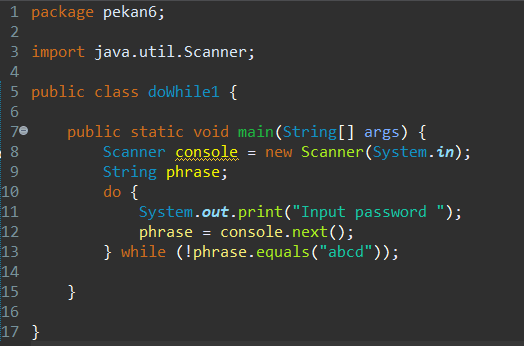 1 package pekan6;
2
3 import java.util.Scanner;
4
5 public class doWhile1 {
6
7     public static void main(String[] args) {
8         Scanner console = new Scanner(System.in);
9         String phrase;
10         do {
11             System.out.print("Input password ");
12             phrase = console.next();
13         } while (!phrase.equals("abcd"));
14
15     }
16
17 }